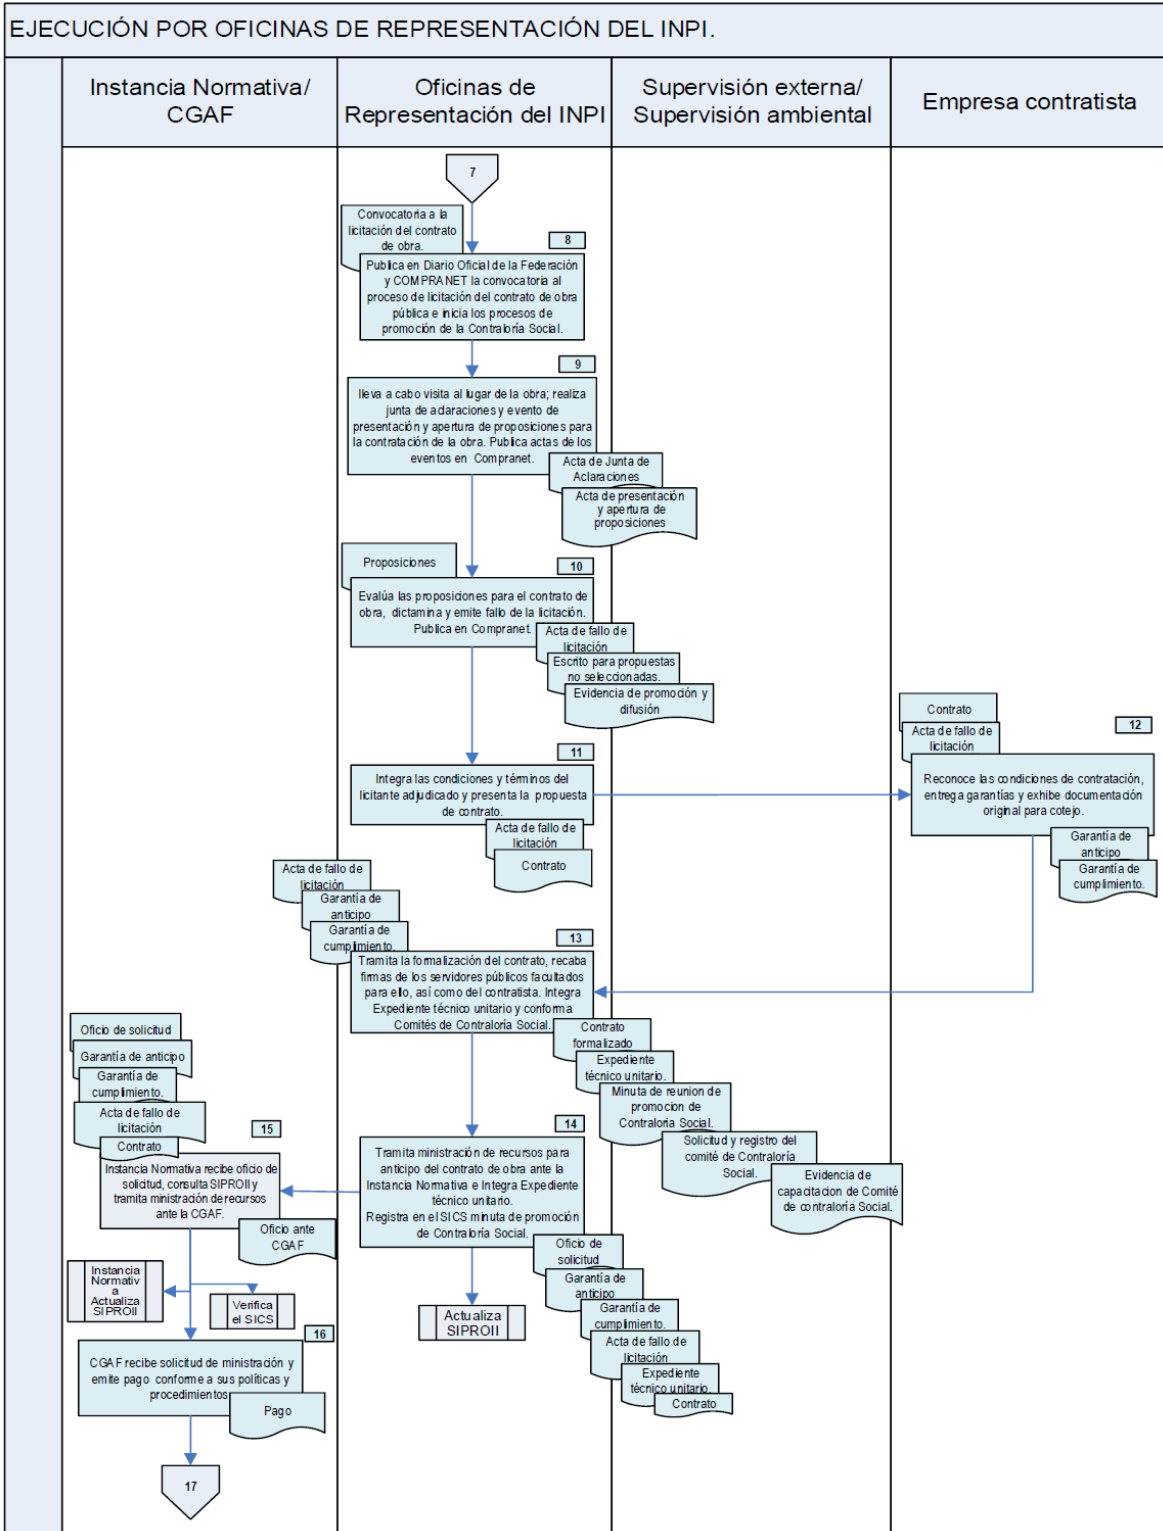 EJECUCIÓN POR OFICINAS DE REPRESENTACIÓN DEL INPI.
Instancia Normativa/
CGAF
Oficinas de
Representación del INPI
Supervisión externa/
Supervisión ambiental
Empresa contratista
7
Convocatoria a la
licitación del contrato
de obra.
8
Publica en Diario Oficial de la Federación
y COMPRANET la convocatoria al
proceso de licitación del contrato de obra
pública e inicia los procesos de
promoción de la Contraloría Social.
9
lleva a cabo visita al lugar de la obra; realiza
junta de aclaraciones y evento de
presentación y apertura de proposiciones para
la contratación de la obra. Publica actas de los
eventos en Compranet.
Acta de Junta de
Aclaraciones
Acta de presentación
y apertura de
proposiciones
Proposiciones
10
Evalúa las proposiciones para el contrato de
obra, dictamina y emite fallo de la licitación.
Publica en Compranet.
Acta de fallo de
licitación
Escrito para propuestas
no seleccionadas.
Evidencia de promoción y
difusión
11
Integra las condiciones y términos del
licitante adjudicado y presenta la propuesta
de contrato.
Acta de fallo de
licitación
Contrato
Contrato
Acta de fallo de
licitación
12
Reconoce las condiciones de contratación,
entrega garantías y exhibe documentación
original para cotejo.
Garantía de
anticipo
Garantía de
cumplimiento.
Acta de fallo de
licitación
Garantía de
anticipo
Garantía de
cumplimiento.
13
Tramita la formalización del contrato, recaba
firmas de los servidores públicos facultados
para ello, así como del contratista. Integra
Expediente técnico unitario y conforma
Comités de Contraloría Social.
Contrato
formalizado
Expediente
técnico unitario.
Minuta de reunion de
promocion de
Contraloria Social.
Solicitud y registro del
comité de Contraloría
Social.
Evidencia de
capacitacion de Comité
de contraloría Social.
14
Tramita ministración de recursos para
anticipo del contrato de obra ante la
Instancia Normativa e Integra Expediente
técnico unitario.
Registra en el SICS minuta de promoción
de Contraloría Social.
Oficio de
solicitud
Garantía de
anticipo
Garantía de
cumplimiento.
Acta de fallo de
licitación
Expediente
técnico unitario.
Contrato
Actualiza
SIPROII
Oficio de solicitud
Garantía de anticipo
Garantía de
cumplimiento.
Acta de fallo de
licitación
Contrato
15
Instancia Normativa recibe oficio de
solicitud, consulta SIPROII y
tramita ministración de recursos
ante la CGAF.
Oficio ante
CGAF
Instancia
Normativ
a
Actualiza
SIPROII
Verifica
el SICS
16
CGAF recibe solicitud de ministración y
emite pago conforme a sus políticas y
procedimientos
Pago
17